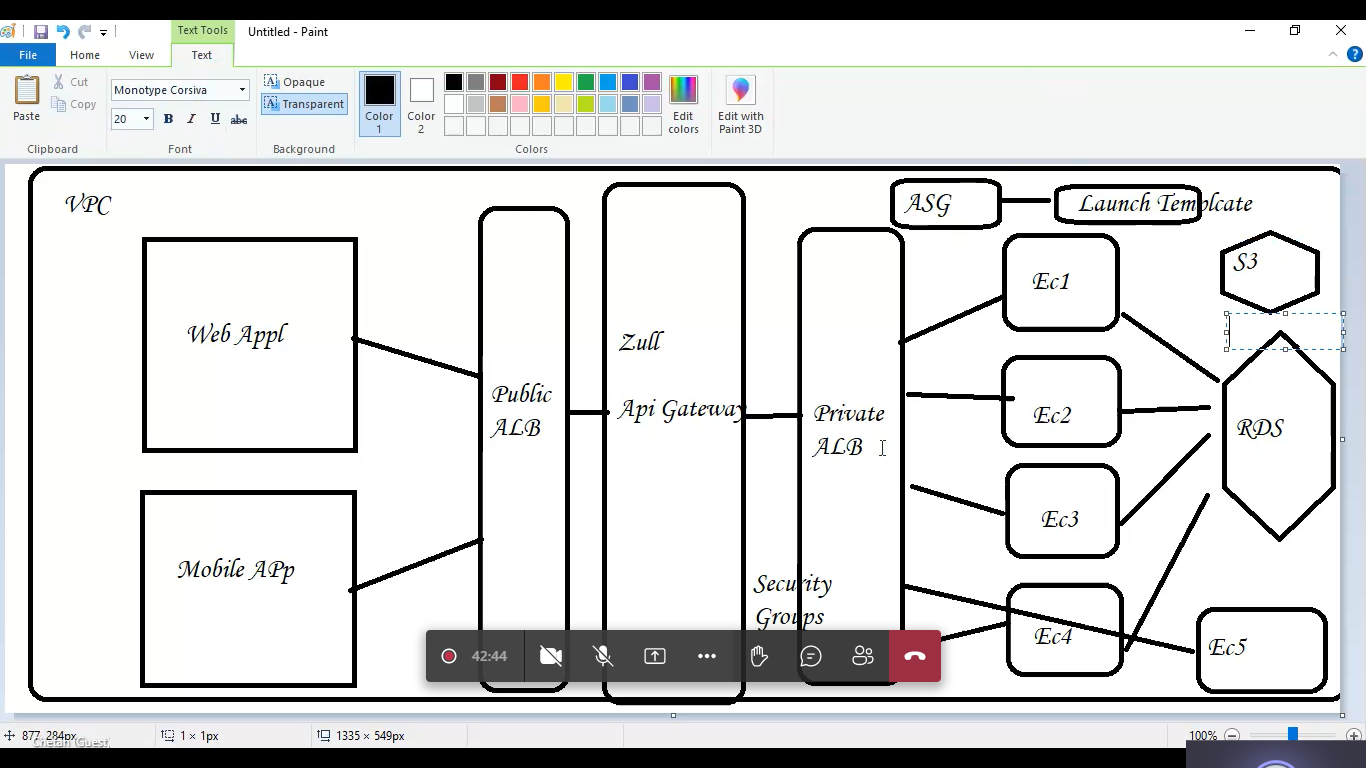 Text Tools
Untitled - Paint
File
Home
View
Text
Paste
Cut
Copy
Clipboard
Monotype Corsiva
20
B
I
U
abc
Font
Opaque
Transparent
Background
Color
1
Color
2
Edit
colors
Edit with
Paint 3D
Colors
VPC
Web Appl
Mobile APp
Public
ALB
Zull
Api Gateway
Private
ALB
Security
Groups
ASG
Launch Templcate
Ec1
Ec2
Ec3
Ec4
Ec5
S3
RDS
42:44
877, 284px
1 × 1px
1335 × 549px
100%
Chetan (Guest)